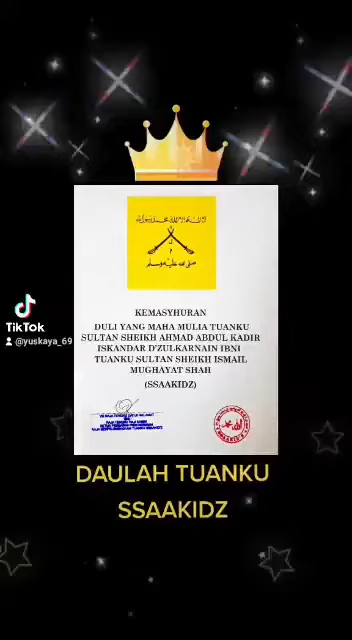 KEMASYHURAN
DULI YANG MAHA MULIA TUANKU
SULTAN SHEIKH AHMAD ABDUL KADIR
ISKANDAR D'ZULKARNAIN IBNI
TUANKU SULTAN SHEIKH ISMAIL
MUGHAYAT SHAH
(SSAAKIDZ)
TikTok
@yuskaya_69
DAULAH TUANKU
SSAAKIDZ